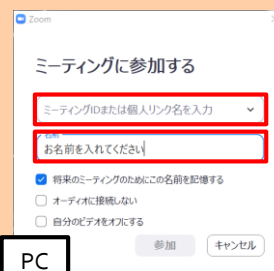 Zoom
ミーティングに参加する
ミーティングIDまたは個人リンク名を入力
名前
お名前を入れてください
将来のミーティングのためにこの名前を記憶する
オーディオに接続しない
自分のビデオをオフにする
参加 キャンセル
PC